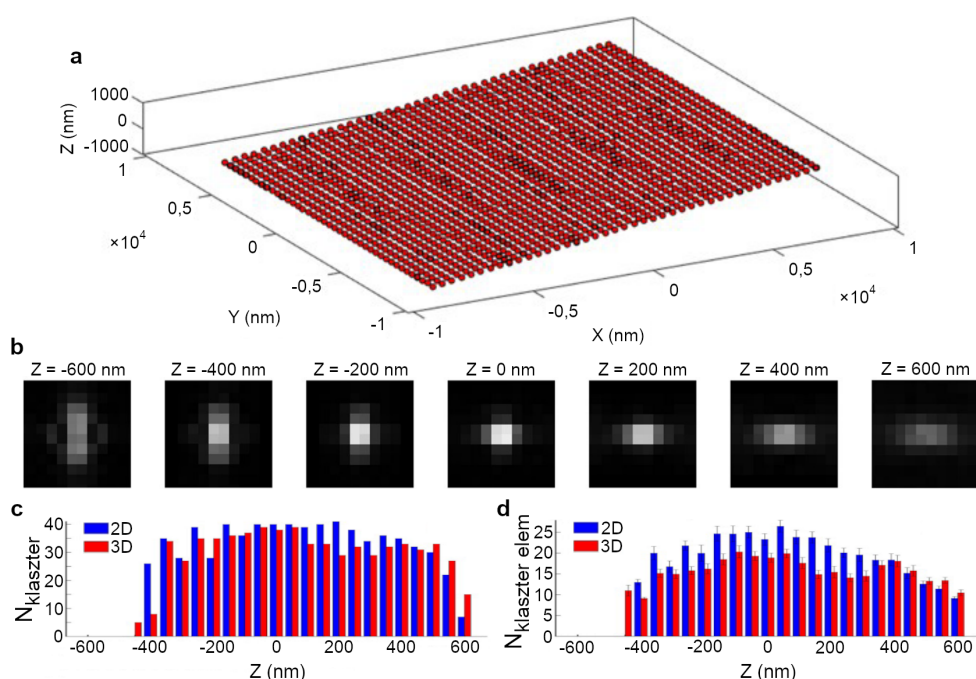 a
Z (nm)
1000
0
-1000
1
0,5
×10⁴
0
-0,5
Y (nm)
-1
-1
-0,5
0
0,5
1
×10⁴
X (nm)
b
Z = -600 nm
Z = -400 nm
Z = -200 nm
Z = 0 nm
Z = 200 nm
Z = 400 nm
Z = 600 nm
c
2D
3D
Nklaszter
40
30
20
10
0
-600
-400
-200
0
200
400
600
Z (nm)
d
2D
3D
Nklaszter elem
25
20
15
10
5
0
-600
-400
-200
0
200
400
600
Z (nm)